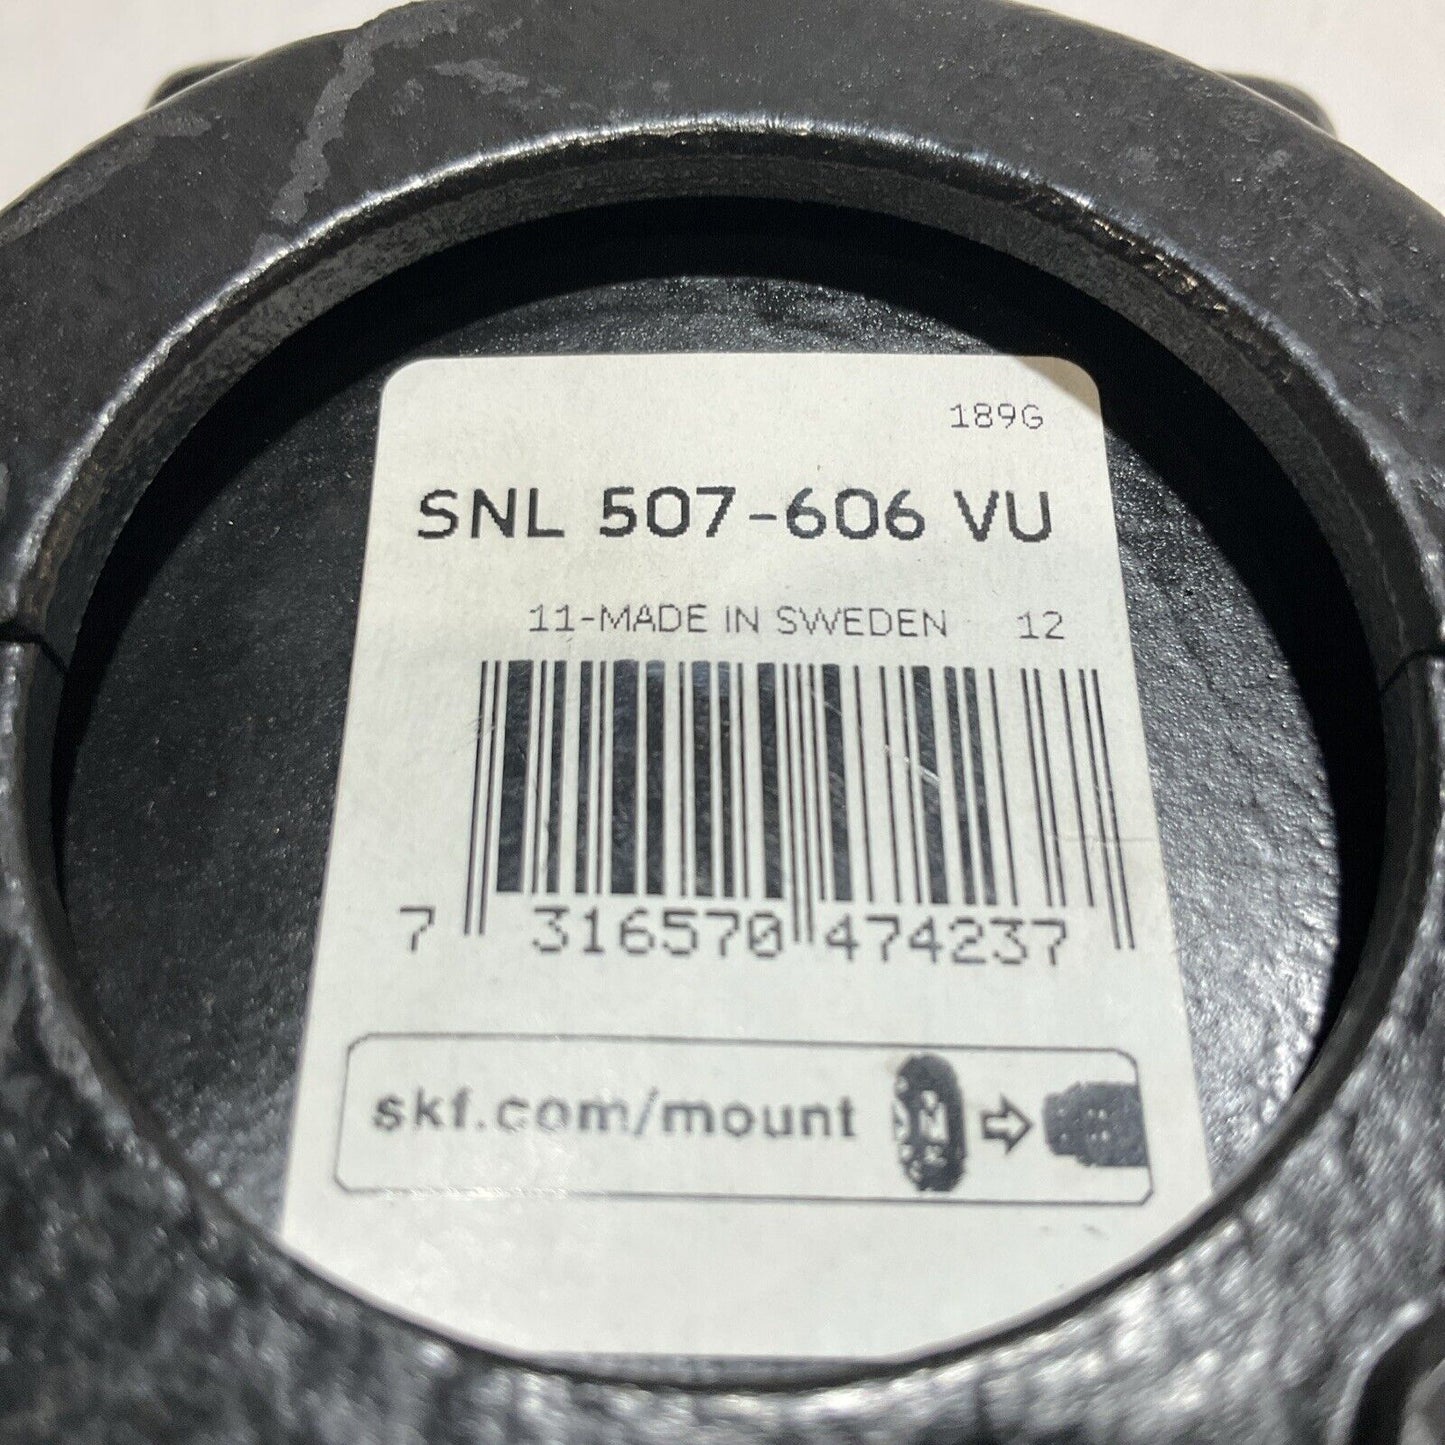 189G
SNL 507-606 VU
11-MADE IN SWEDEN 12
7 316570 474237
skf.com/mount